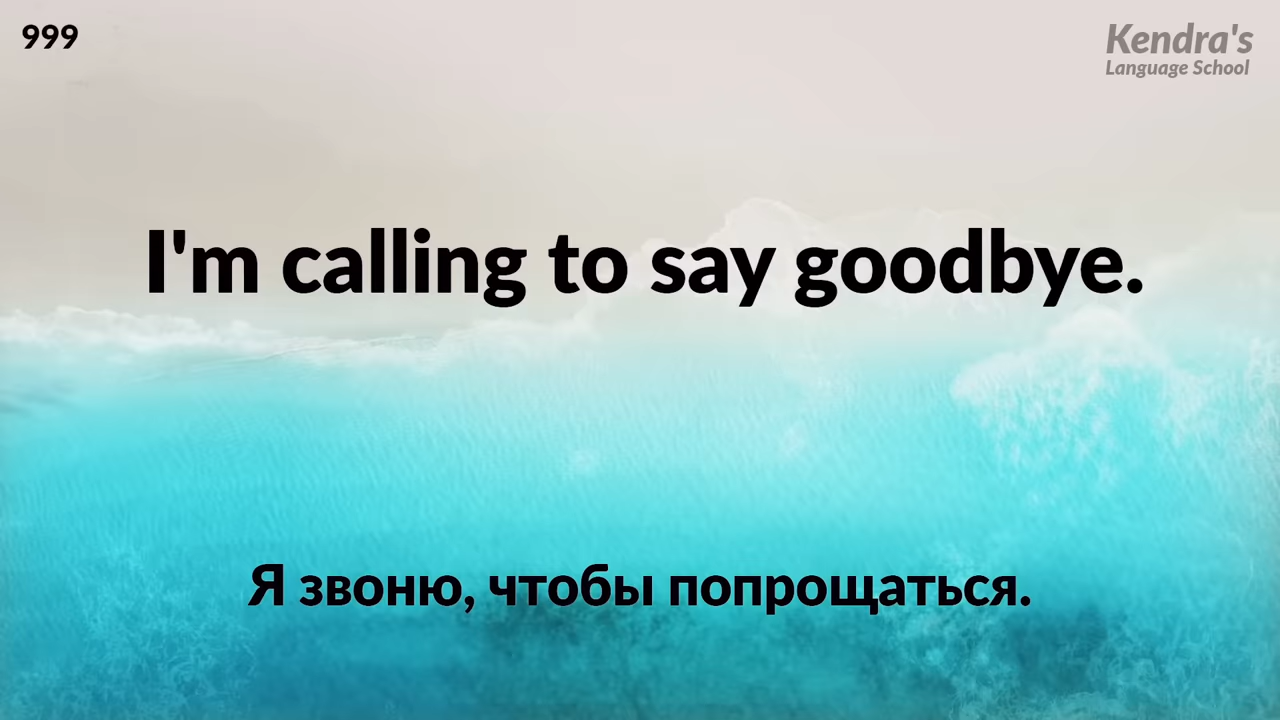 999
Kendra's
Language School
I'm calling to say goodbye.
Я звоню, чтобы попрощаться.